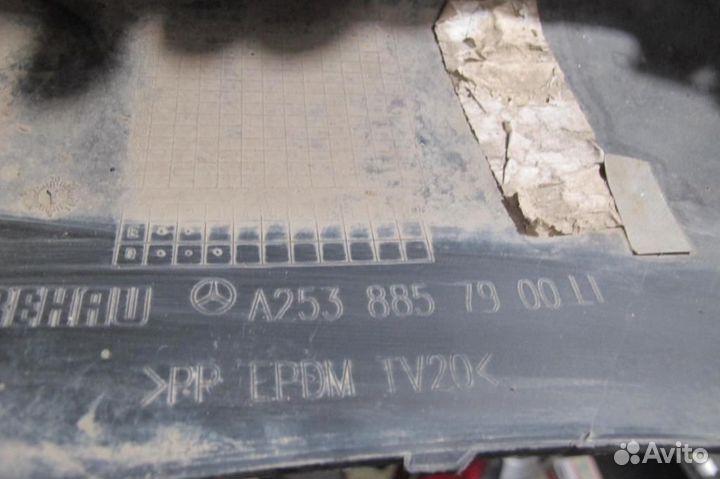 REHAU A253 885 79 00 LI
>PP EPDM TV20<
Avito